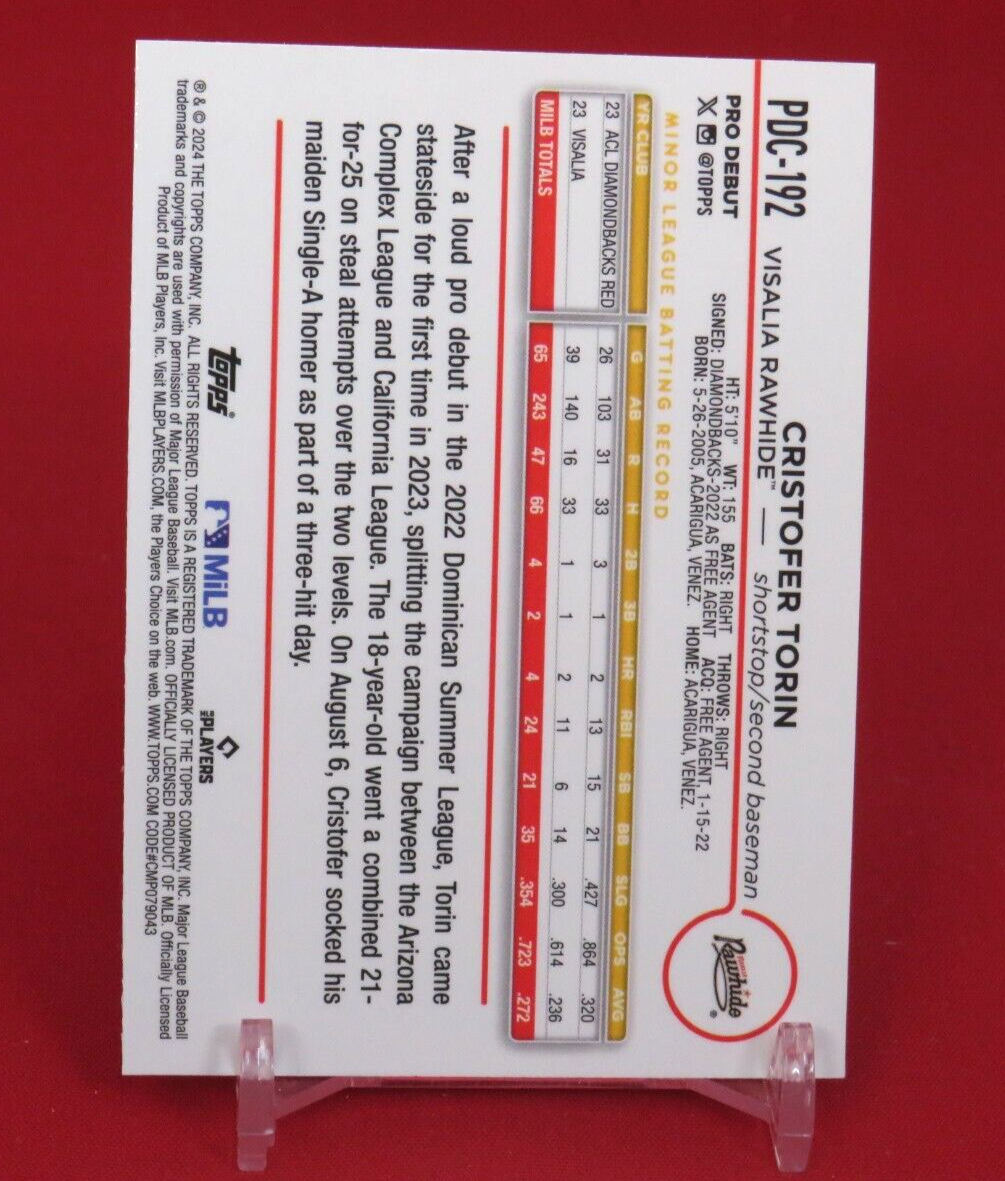 PDC-192
CRISTOFER TORIN
VISALIA RAWHIDE™ — shortstop/second baseman
Rawhide®
PRO DEBUT
X @TOPPS
HT: 5'10" WT: 155 BATS: RIGHT THROWS: RIGHT
SIGNED: DIAMONDBACKS-2022 AS FREE AGENT ACQ: FREE AGENT, 1-15-22
BORN: 5-26-2005, ACARIGUA, VENEZ. HOME: ACARIGUA, VENEZ.
MINOR LEAGUE BATTING RECORD
YR CLUB G AB R H 2B 3B HR RBI SB BB SLG OPS AVG
23 ACL DIAMONDBACKS RED 26 103 31 33 3 1 2 13 15 21 .427 .864 .320
23 VISALIA 39 140 16 33 1 1 2 11 6 14 .300 .614 .236
MILB TOTALS 65 243 47 66 4 2 4 24 21 35 .354 .723 .272
After a loud pro debut in the 2022 Dominican Summer League, Torin came
stateside for the first time in 2023, splitting the campaign between the Arizona
Complex League and California League. The 18-year-old went a combined 21-
for-25 on steal attempts over the two levels. On August 6, Cristofer socked his
maiden Single-A homer as part of a three-hit day.
topps® MiLB PLAYERS
® & © 2024 THE TOPPS COMPANY, INC. ALL RIGHTS RESERVED. TOPPS IS A REGISTERED TRADEMARK OF THE TOPPS COMPANY, INC. Major League Baseball
trademarks and copyrights are used with permission of Major League Baseball. Visit MLB.com. OFFICIALLY LICENSED PRODUCT OF MLB. Officially Licensed
Product of MLB Players, Inc. Visit MLBPLAYERS.COM, the Players Choice on the web. WWW.TOPPS.COM CODE#CMP079043